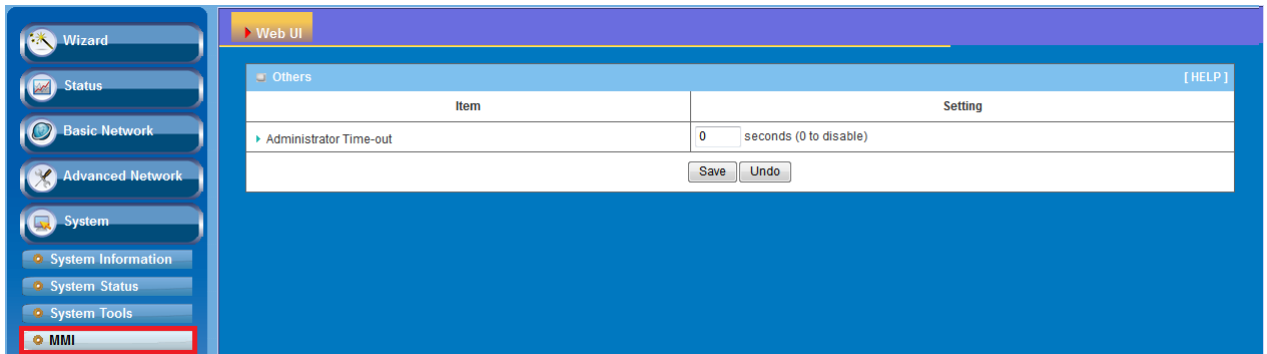 Wizard
Status
Basic Network
Advanced Network
System
System Information
System Status
System Tools
MMI
Web UI
Others [ HELP ]
Item Setting
Administrator Time-out 0 seconds (0 to disable)
Save Undo